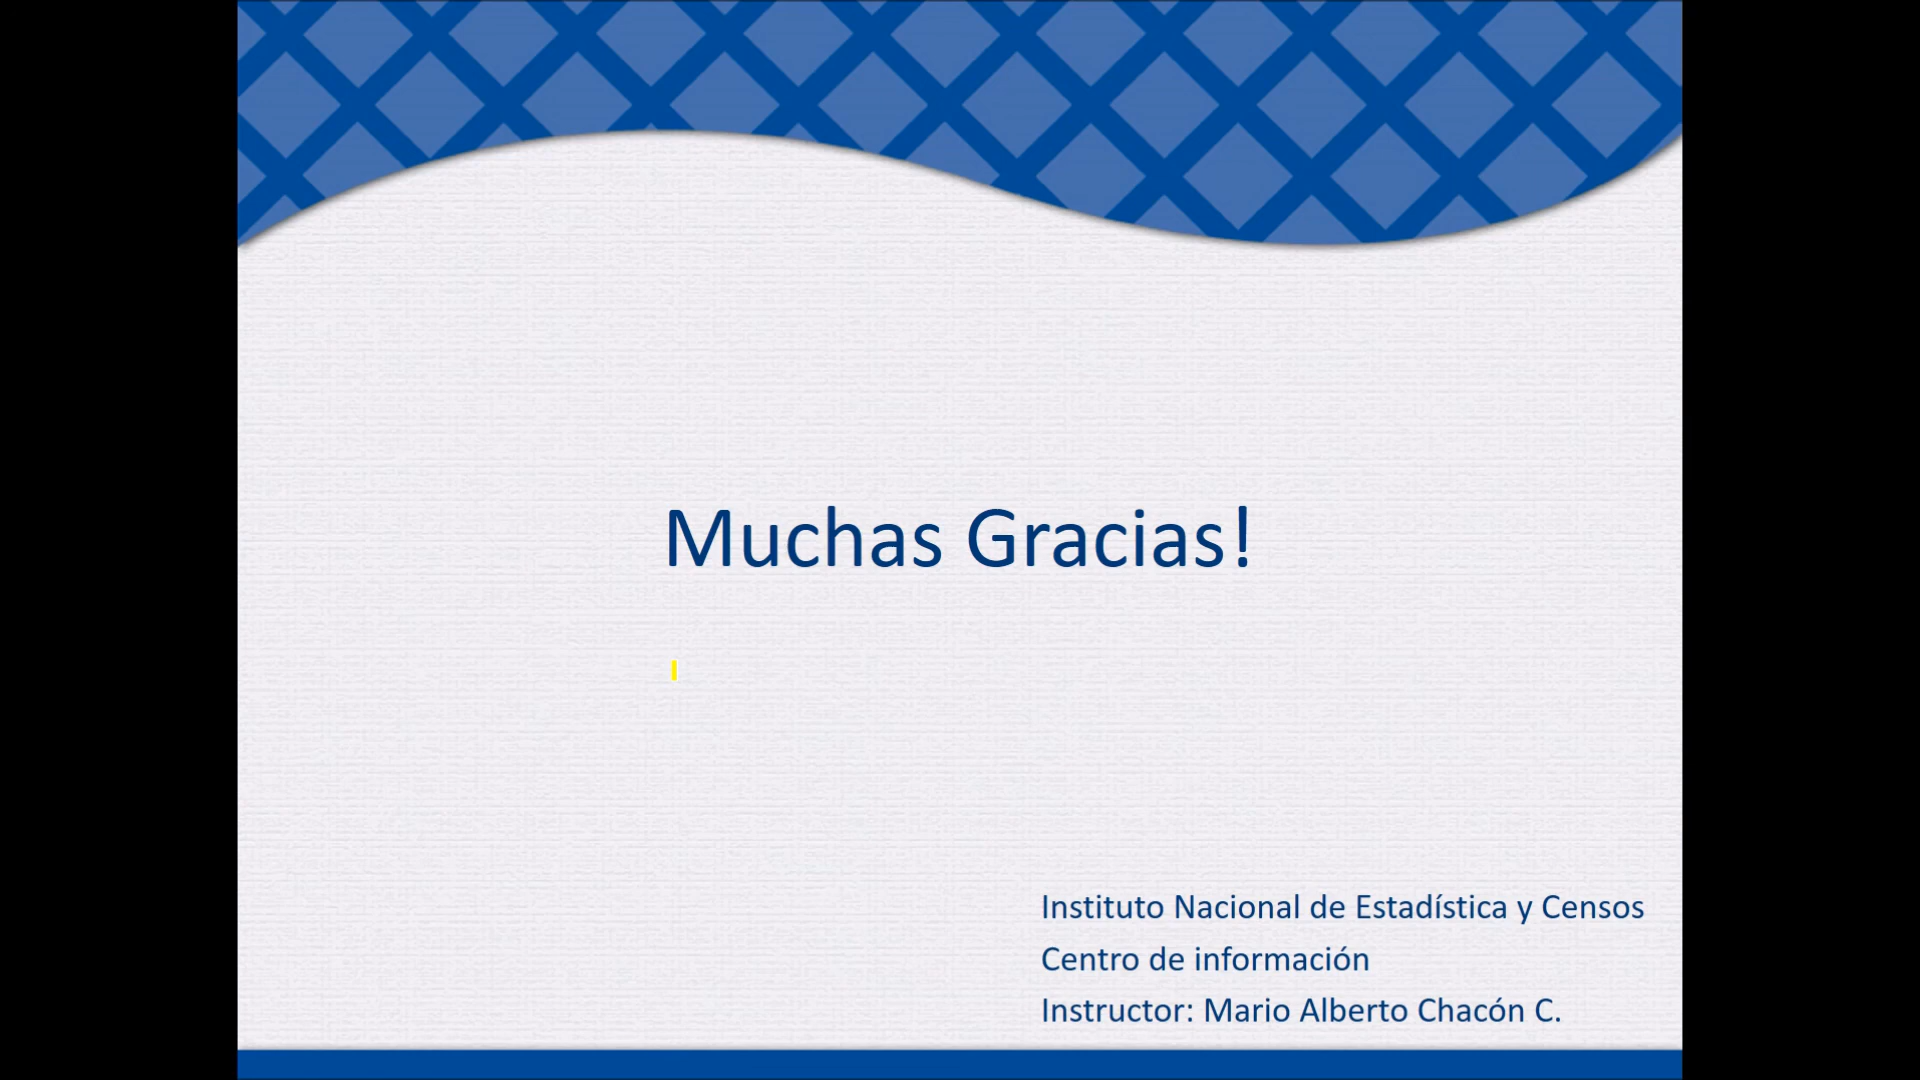 Muchas Gracias!
Instituto Nacional de Estadística y Censos
Centro de información
Instructor: Mario Alberto Chacón C.